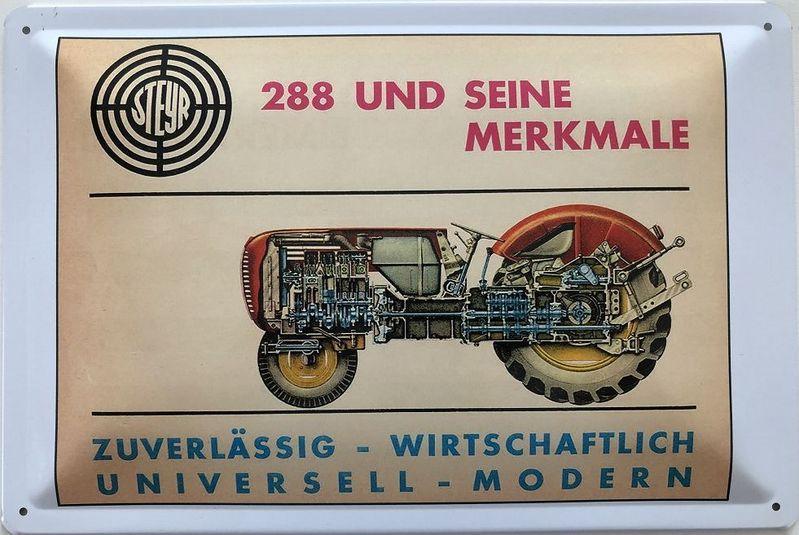 STEYR
288 UND SEINE
MERKMALE
ZUVERLÄSSIG - WIRTSCHAFTLICH
UNIVERSELL - MODERN